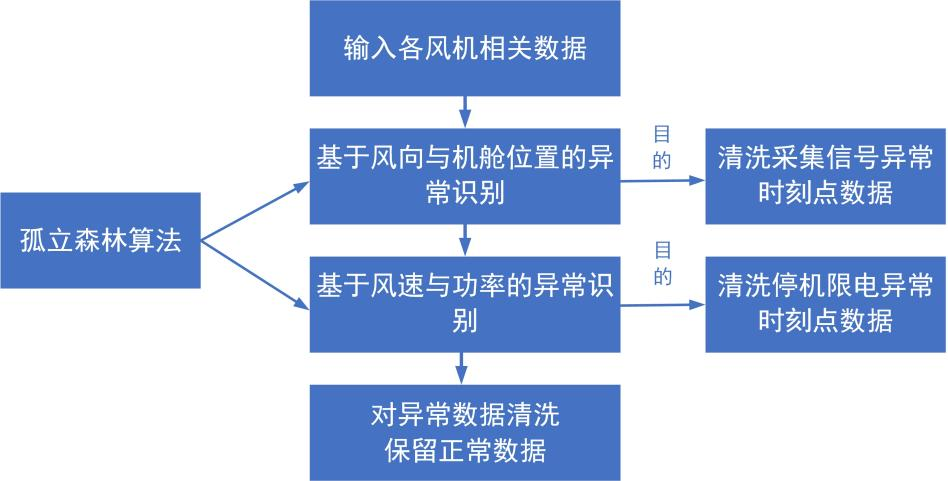 输入各风机相关数据
基于风向与机舱位置的异
常识别
目
的
清洗采集信号异常
时刻点数据
孤立森林算法
基于风速与功率的异常识
别
目
的
清洗停机限电异常
时刻点数据
对异常数据清洗
保留正常数据